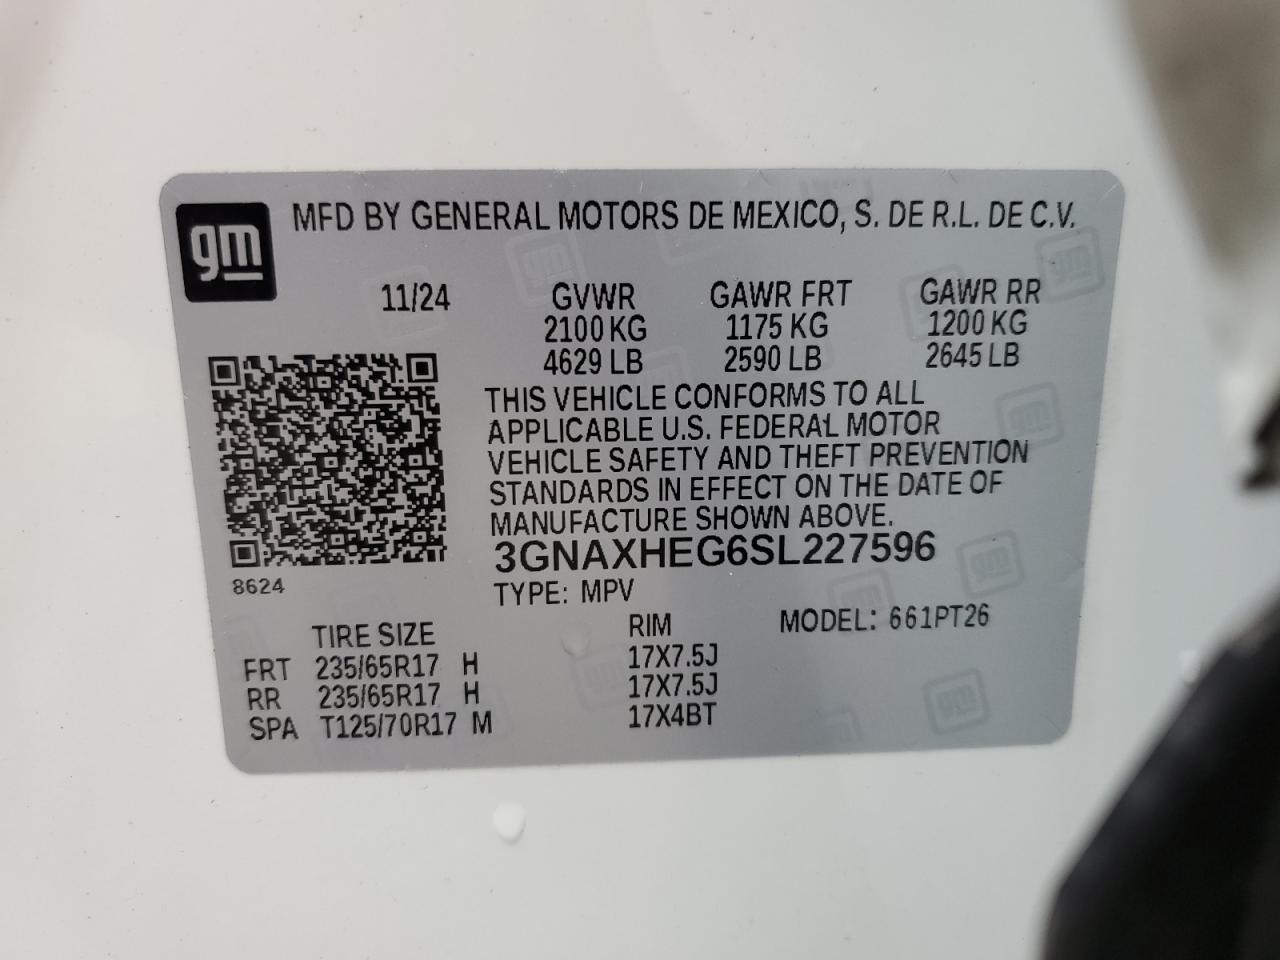 gm
MFD BY GENERAL MOTORS DE MEXICO, S. DE R.L. DE C.V.
11/24 GVWR GAWR FRT GAWR RR
2100 KG 1175 KG 1200 KG
4629 LB 2590 LB 2645 LB
THIS VEHICLE CONFORMS TO ALL
APPLICABLE U.S. FEDERAL MOTOR
VEHICLE SAFETY AND THEFT PREVENTION
STANDARDS IN EFFECT ON THE DATE OF
MANUFACTURE SHOWN ABOVE.
3GNAXHEG6SL227596
8624
TYPE: MPV
TIRE SIZE RIM MODEL: 661PT26
FRT 235/65R17 H 17X7.5J
RR 235/65R17 H 17X7.5J
SPA T125/70R17 M 17X4BT